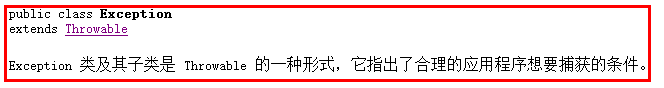 public class Exception
extends Throwable
Exception 类及其子类是 Throwable 的一种形式，它指出了合理的应用程序想要捕获的条件。